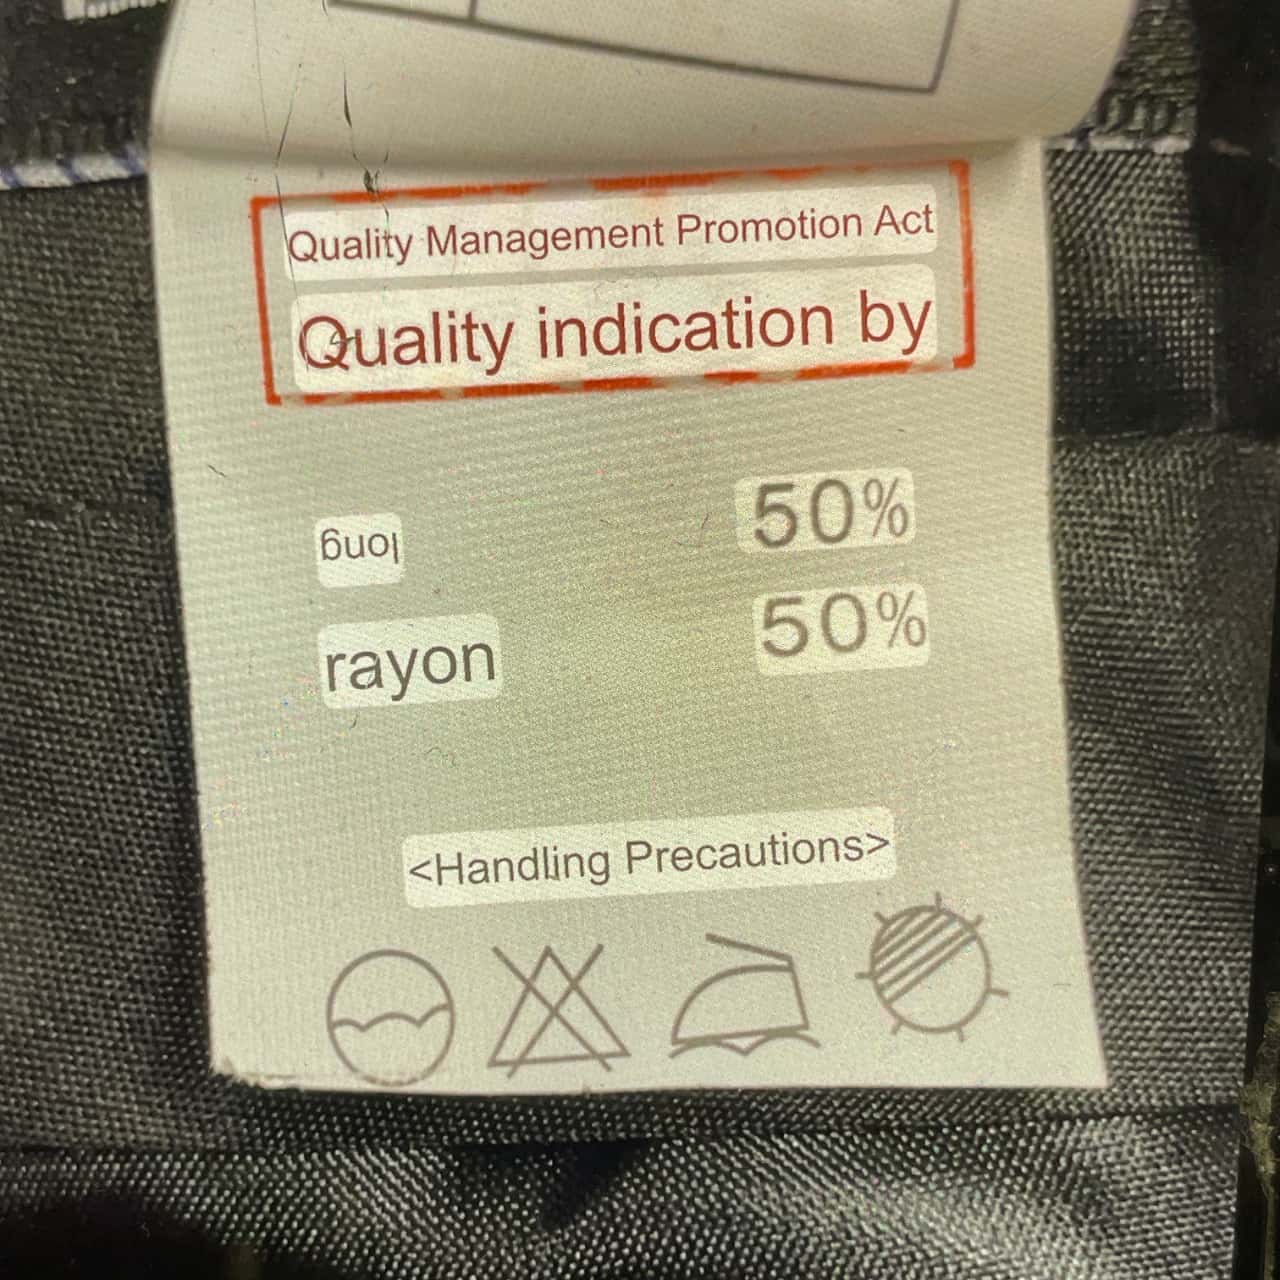 Quality Management Promotion Act
Quality indication by
long
50%
rayon
50%
<Handling Precautions>